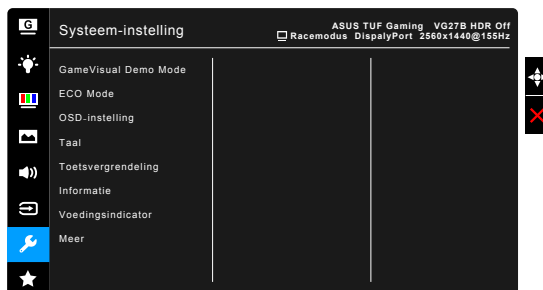 G
Systeem-instelling
ASUS TUF Gaming VG27B HDR Off
Racemodus DispalyPort 2560x1440@155Hz
GameVisual Demo Mode
ECO Mode
OSD-instelling
Taal
Toetsvergrendeling
Informatie
Voedingsindicator
Meer